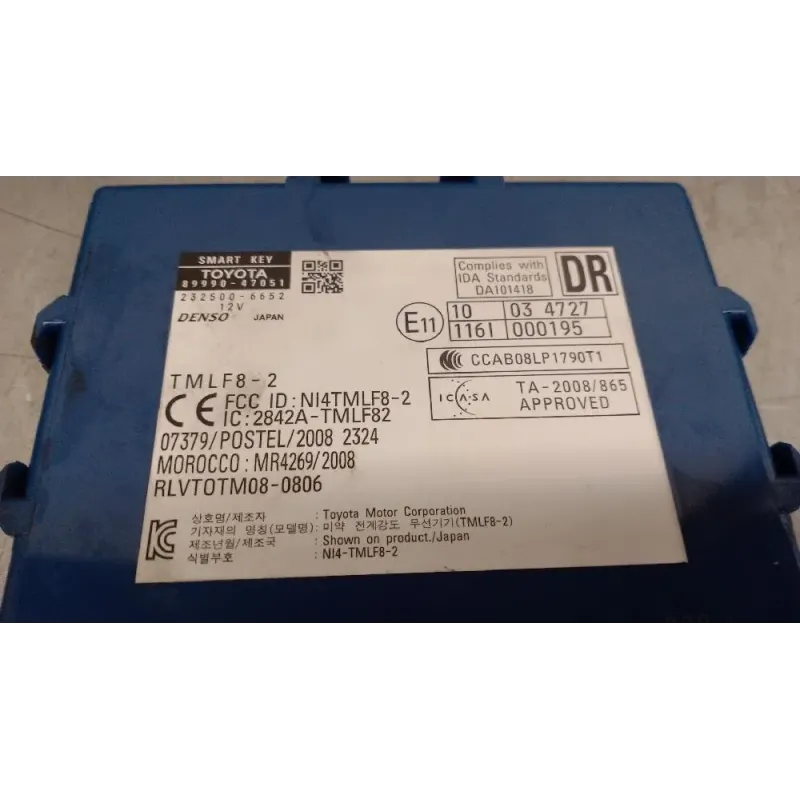 SMART KEY
TOYOTA
89990-47051
232500-6652
12V
DENSO JAPAN
Complies with
IDA Standards
DA101418
DR
E11
10 03 4727
1161 000195
CCC CCAB08LP1790T1
ICASA TA-2008/865
APPROVED
TMLF8-2
CE FCC ID : NI4TMLF8-2
IC : 2842A-TMLF82
07379/POSTEL/2008 2324
MOROCCO : MR4269/2008
RLVTOTM08-0806
상호명/제조자 : Toyota Motor Corporation
기자재의 명칭(모델명) : 미약 전계강도 무선기기(TMLF8-2)
제조년월/제조국 : Shown on product./Japan
식별부호 : NI4-TMLF8-2